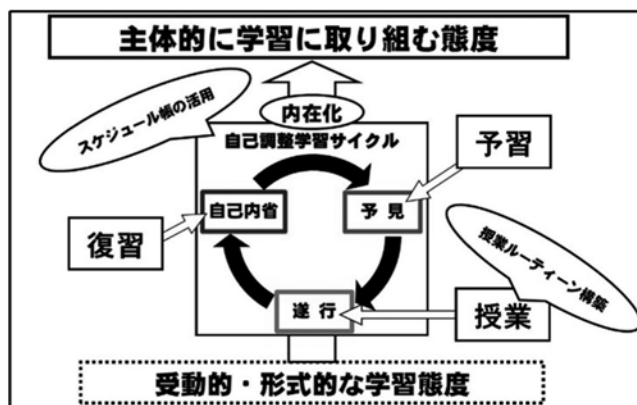 主体的に学習に取り組む態度
内在化
スケジュール帳の活用
自己調整学習サイクル
予習
自己内省
予 見
復習
授業ルーティーン構築
遂 行
授業
受動的・形式的な学習態度